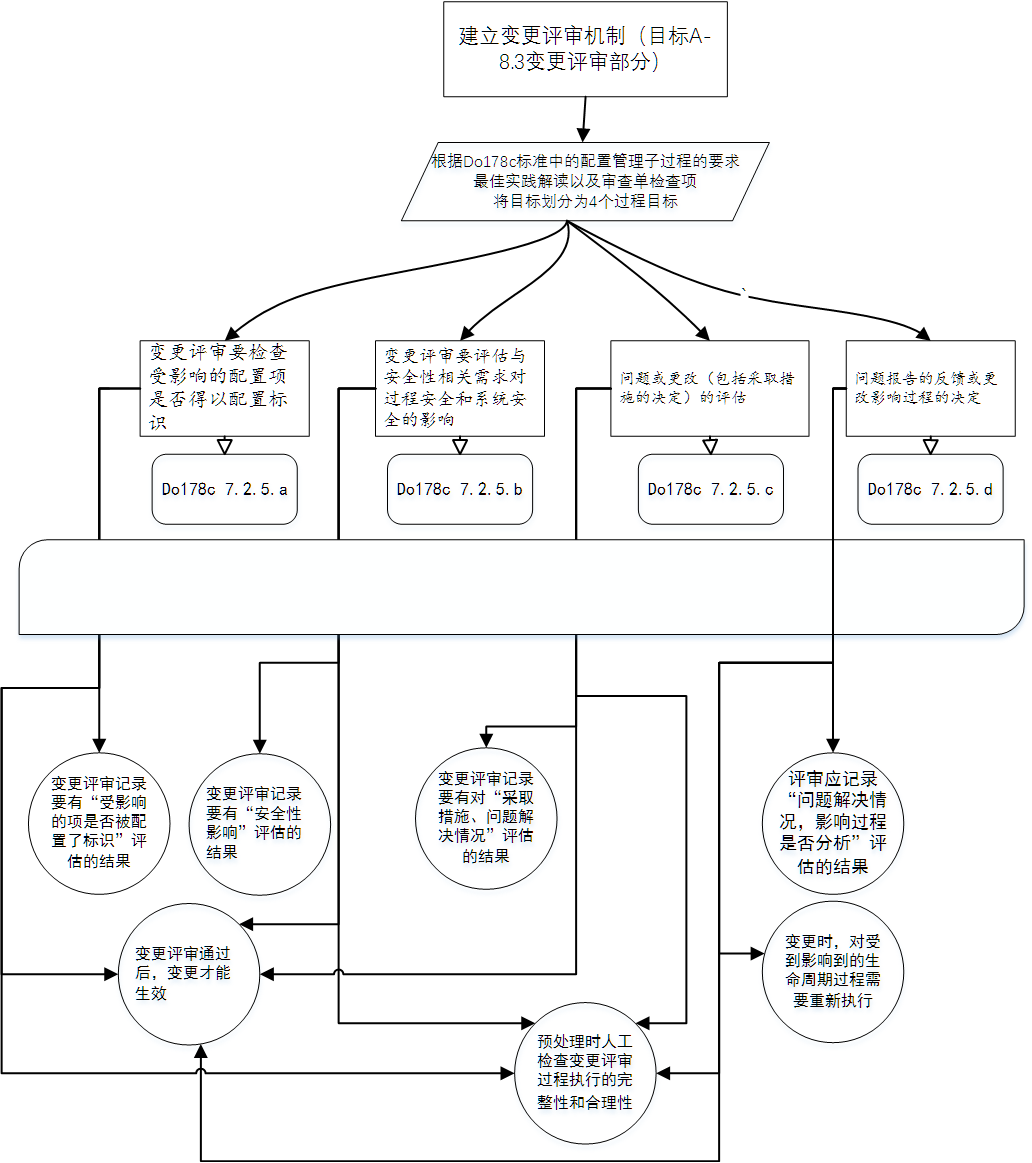 建立变更评审机制（目标A-
8.3变更评审部分）
根据Do178c标准中的配置管理子过程的要求
最佳实践解读以及审查单检查项
将目标划分为4个过程目标
变更评审要检查
受影响的配置项
是否得以配置标
识
变更评审要评估与
安全性相关需求对
过程安全和系统安
全的影响
问题或更改（包括采取措
施的决定）的评估
问题报告的反馈或更
改影响过程的决定
Do178c 7.2.5.a
Do178c 7.2.5.b
Do178c 7.2.5.c
Do178c 7.2.5.d
变更评审记录
要有“受影响
的项是否被配
置了标识”评
估的结果
变更评审记录
要有“安全性
影响”评估的
结果
变更评审记录
要有对“采取
措施、问题解
决情况”评估
的结果
评审应记录
“问题解决情
况，影响过程
是否分析”评
估的结果
变更评审通过
后，变更才能
生效
变更时，对受
到影响到的生
命周期过程需
要重新执行
预处理时人工
检查变更评审
过程执行的完
整性和合理性